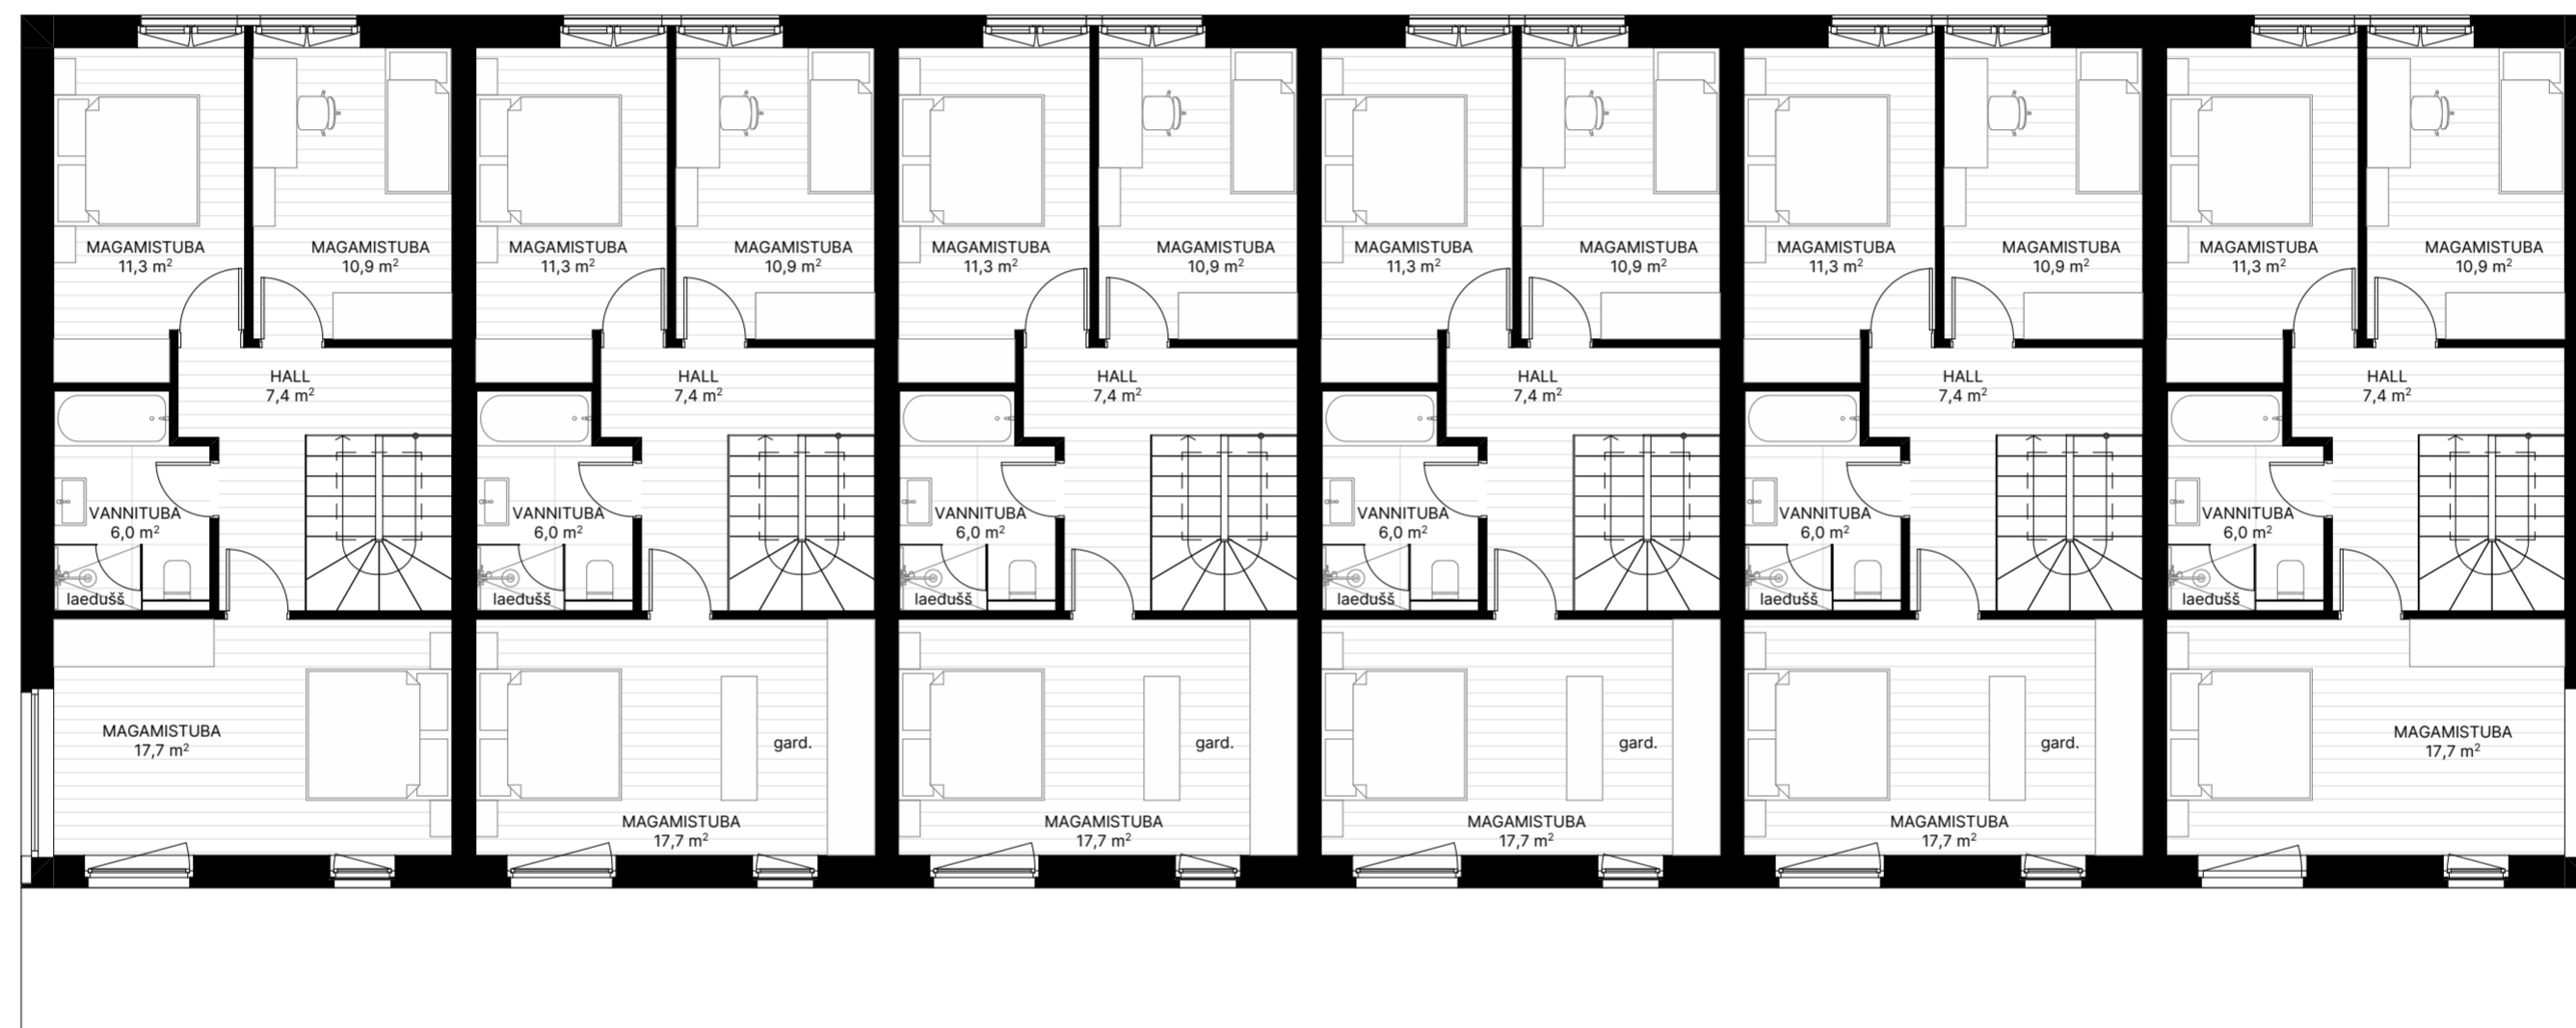 MAGAMISTUBA
11,3 m²
MAGAMISTUBA
10,9 m²
MAGAMISTUBA
11,3 m²
MAGAMISTUBA
10,9 m²
MAGAMISTUBA
11,3 m²
MAGAMISTUBA
10,9 m²
MAGAMISTUBA
11,3 m²
MAGAMISTUBA
10,9 m²
MAGAMISTUBA
11,3 m²
MAGAMISTUBA
10,9 m²
MAGAMISTUBA
11,3 m²
MAGAMISTUBA
10,9 m²
HALL
7,4 m²
HALL
7,4 m²
HALL
7,4 m²
HALL
7,4 m²
HALL
7,4 m²
HALL
7,4 m²
VANNITUBA
6,0 m²
VANNITUBA
6,0 m²
VANNITUBA
6,0 m²
VANNITUBA
6,0 m²
VANNITUBA
6,0 m²
VANNITUBA
6,0 m²
laedušš
laedušš
laedušš
laedušš
laedušš
laedušš
MAGAMISTUBA
17,7 m²
gard.
gard.
gard.
gard.
MAGAMISTUBA
17,7 m²
MAGAMISTUBA
17,7 m²
MAGAMISTUBA
17,7 m²
MAGAMISTUBA
17,7 m²
MAGAMISTUBA
17,7 m²